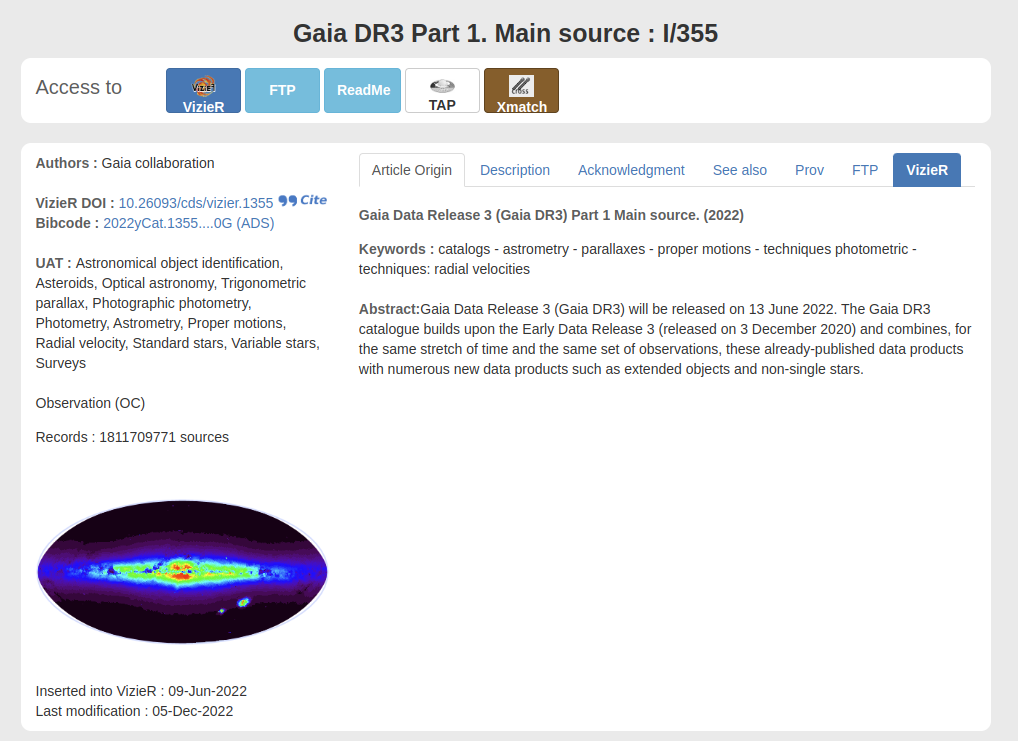 Gaia DR3 Part 1. Main source : I/355
Access to
VizieR
VizieR
FTP
ReadMe
TAP
cross
Xmatch
Authors : Gaia collaboration
VizieR DOI : 10.26093/cds/vizier.1355 Cite
Bibcode : 2022yCat.1355....0G (ADS)
UAT : Astronomical object identification,
Asteroids, Optical astronomy, Trigonometric
parallax, Photographic photometry,
Photometry, Astrometry, Proper motions,
Radial velocity, Standard stars, Variable stars,
Surveys
Observation (OC)
Records : 1811709771 sources
Inserted into VizieR : 09-Jun-2022
Last modification : 05-Dec-2022
Article Origin Description Acknowledgment See also Prov FTP VizieR
Gaia Data Release 3 (Gaia DR3) Part 1 Main source. (2022)
Keywords : catalogs - astrometry - parallaxes - proper motions - techniques photometric -
techniques: radial velocities
Abstract:Gaia Data Release 3 (Gaia DR3) will be released on 13 June 2022. The Gaia DR3
catalogue builds upon the Early Data Release 3 (released on 3 December 2020) and combines, for
the same stretch of time and the same set of observations, these already-published data products
with numerous new data products such as extended objects and non-single stars.